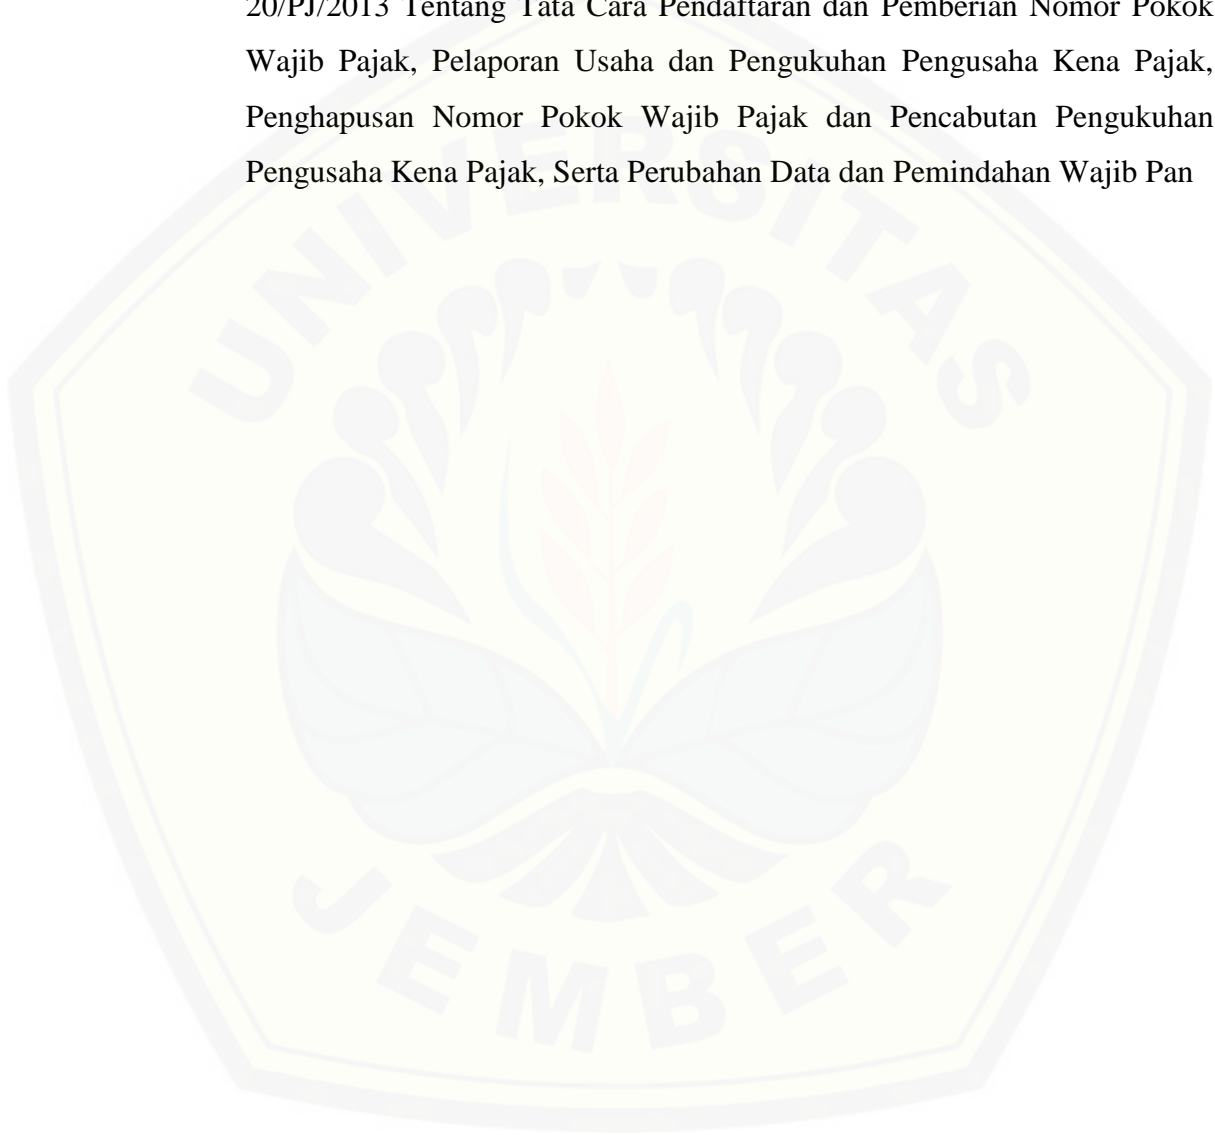 20/PJ/2013 Tentang Tata Cara Pendaftaran dan Pemberian Nomor Pokok
Wajib Pajak, Pelaporan Usaha dan Pengukuhan Pengusaha Kena Pajak,
Penghapusan Nomor Pokok Wajib Pajak dan Pencabutan Pengukuhan
Pengusaha Kena Pajak, Serta Perubahan Data dan Pemindahan Wajib Pan
UNIVERSITAS
JEMBER